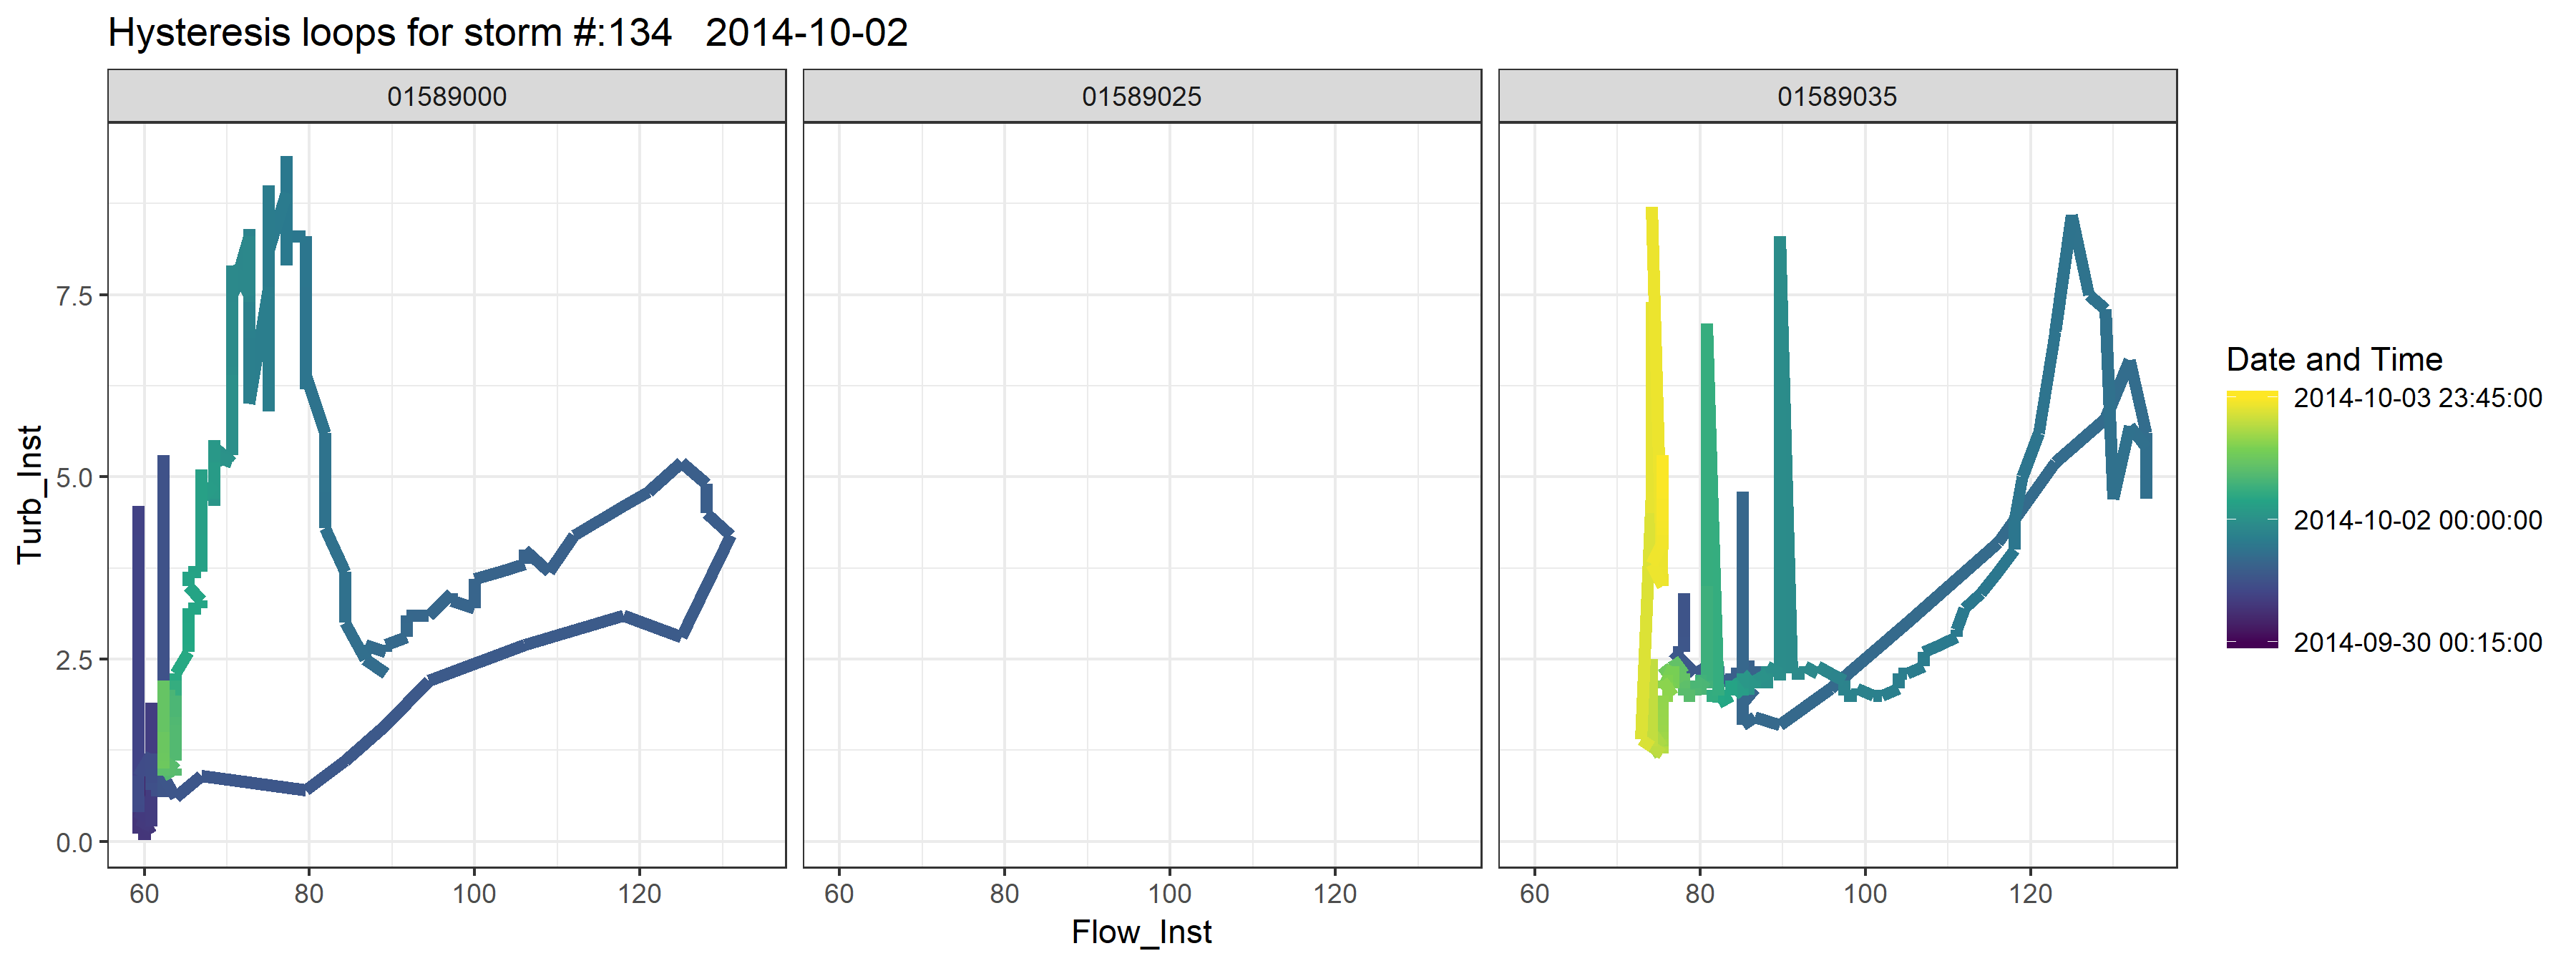 Hysteresis loops for storm #:134   2014-10-02
01589000
01589025
01589035
Turb_Inst
7.5
5.0
2.5
0.0
60 80 100 120
60 80 100 120
60 80 100 120
Flow_Inst
Date and Time
2014-10-03 23:45:00
2014-10-02 00:00:00
2014-09-30 00:15:00